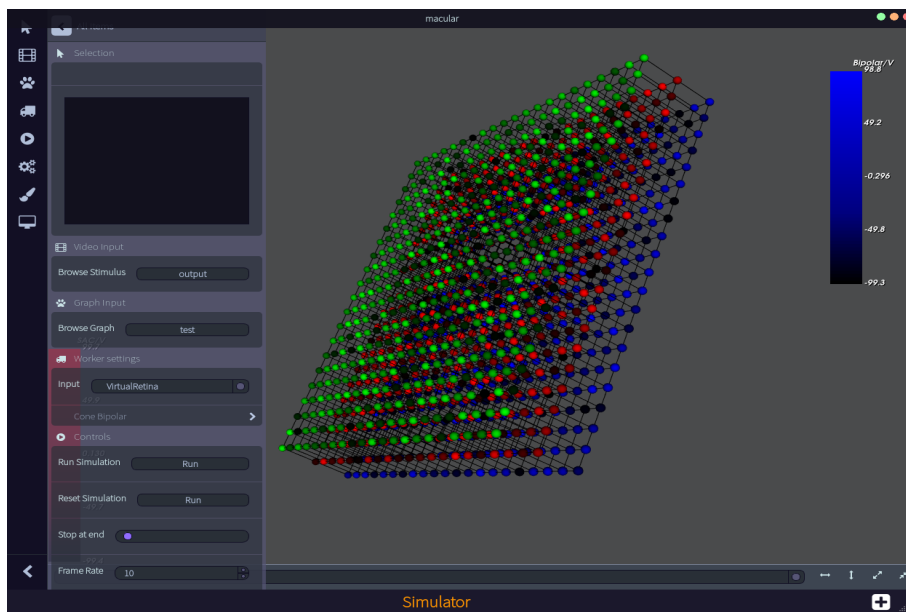 macular
Selection
Bipolar/V
98.8
49.2
-0.296
-49.8
-99.3
Video Input
Browse Stimulus output
Graph Input
Browse Graph test
Worker settings
Input VirtualRetina
Cone Bipolar
Controls
Run Simulation Run
Reset Simulation Run
Stop at end
Frame Rate 10
Simulator